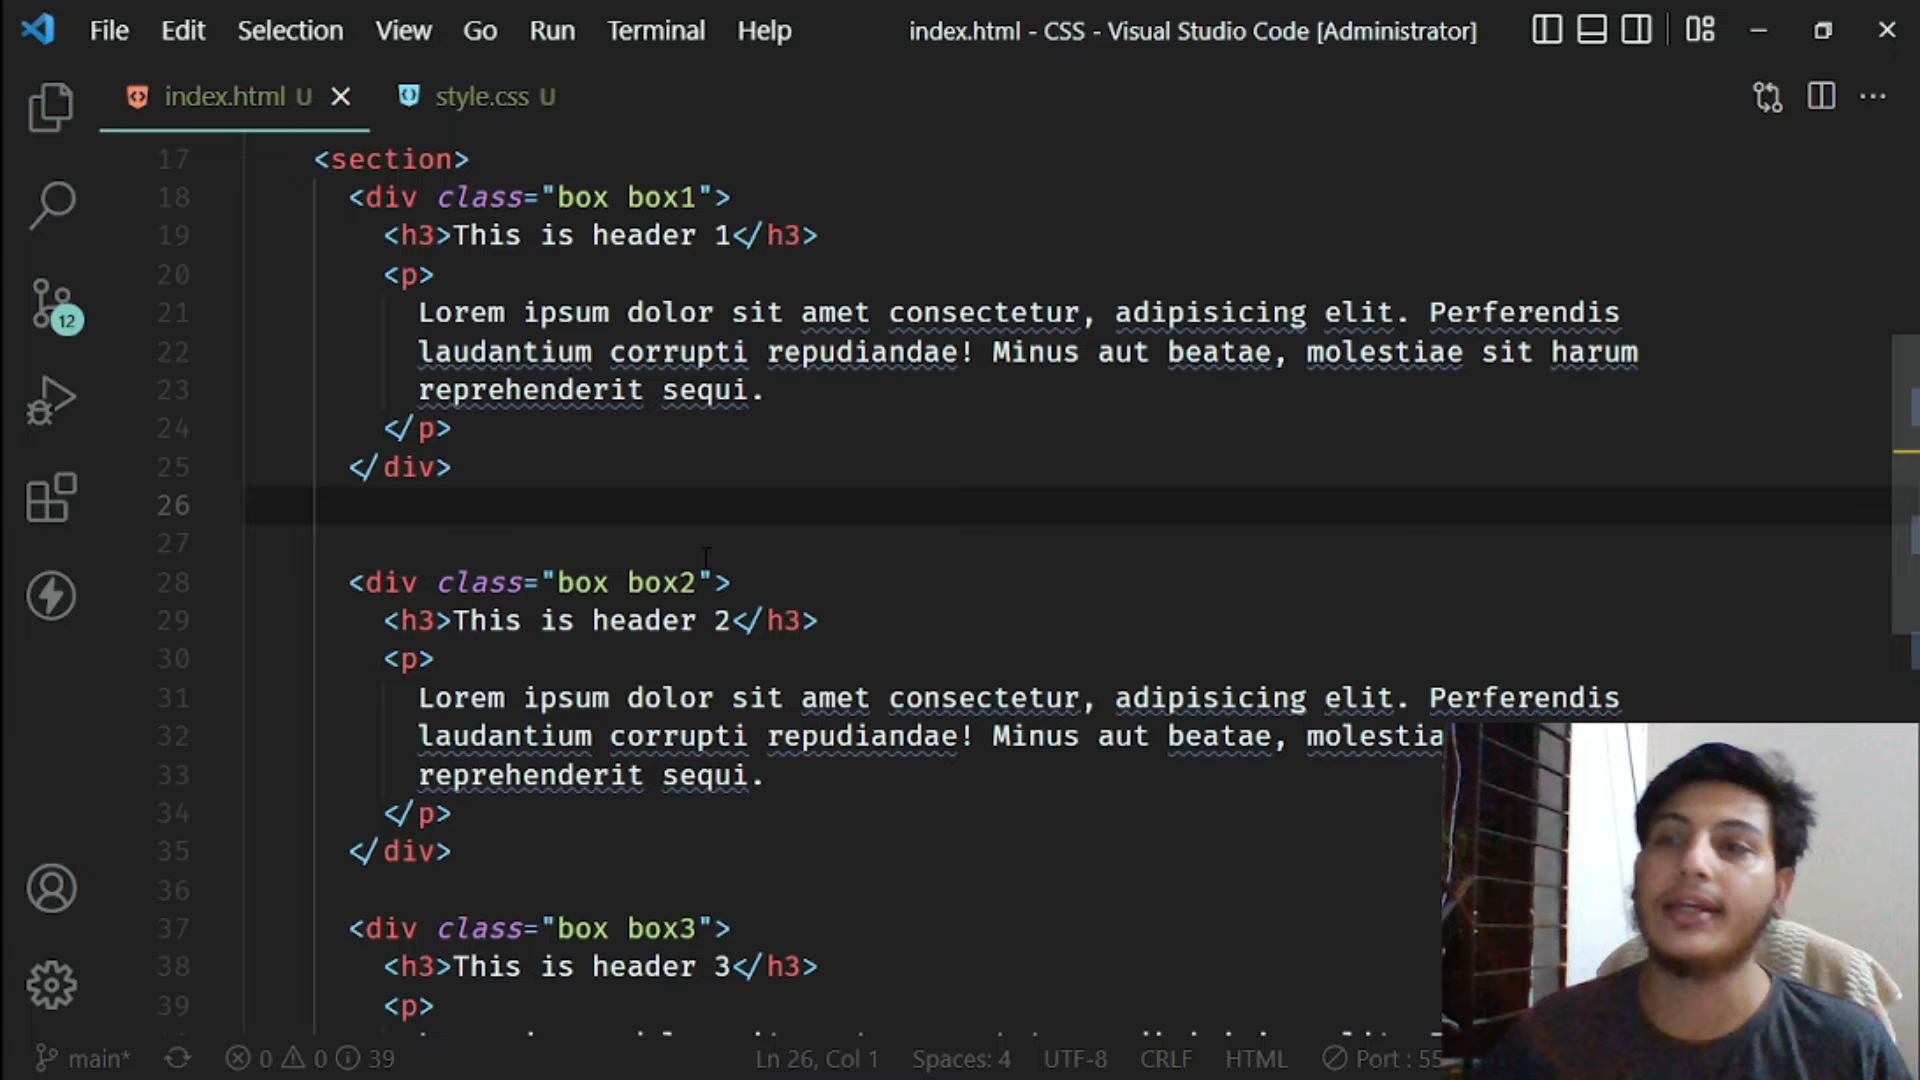 File Edit Selection View Go Run Terminal Help index.html - CSS - Visual Studio Code [Administrator]
index.html U style.css U
17 <section>
18 <div class="box box1">
19 <h3>This is header 1</h3>
20 <p>
21 Lorem ipsum dolor sit amet consectetur, adipisicing elit. Perferendis
22 laudantium corrupti repudiandae! Minus aut beatae, molestiae sit harum
23 reprehenderit sequi.
24 </p>
25 </div>
26
27
28 <div class="box box2">
29 <h3>This is header 2</h3>
30 <p>
31 Lorem ipsum dolor sit amet consectetur, adipisicing elit. Perferendis
32 laudantium corrupti repudiandae! Minus aut beatae, molestia
33 reprehenderit sequi.
34 </p>
35 </div>
36
37 <div class="box box3">
38 <h3>This is header 3</h3>
39 <p>
12
main* 0 0 39 Ln 26, Col 1 Spaces: 4 UTF-8 CRLF HTML Port : 55